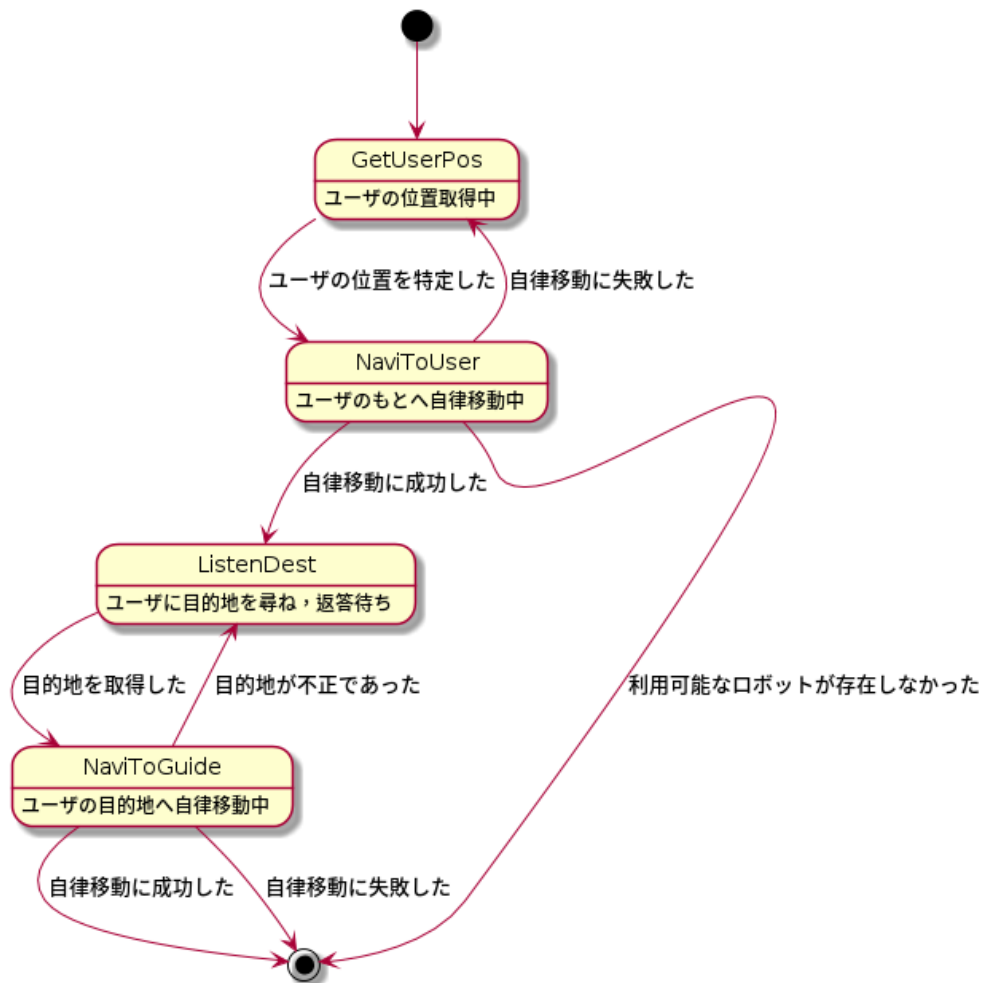 GetUserPos
ユーザの位置取得中
ユーザの位置を特定した
自律移動に失敗した
NaviToUser
ユーザのもとへ自律移動中
自律移動に成功した
ListenDest
ユーザに目的地を尋ね，返答待ち
目的地を取得した
目的地が不正であった
利用可能なロボットが存在しなかった
NaviToGuide
ユーザの目的地へ自律移動中
自律移動に成功した
自律移動に失敗した